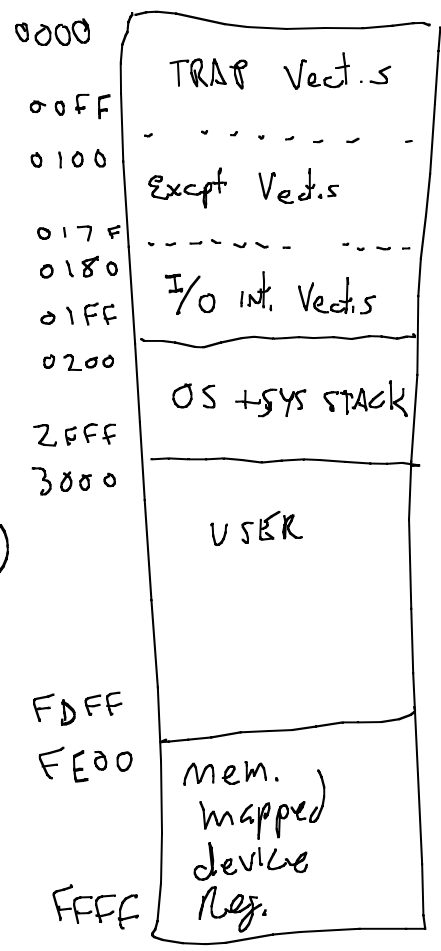 0000
TRAP Vect.s
00FF
0100
Except Vect.s
017F
0180
I/O int. Vect.s
01FF
0200
OS + SYS STACK
2FFF
3000
)
USER
FDFF
FE00
mem.
mapped
device
FFFF
Reg.